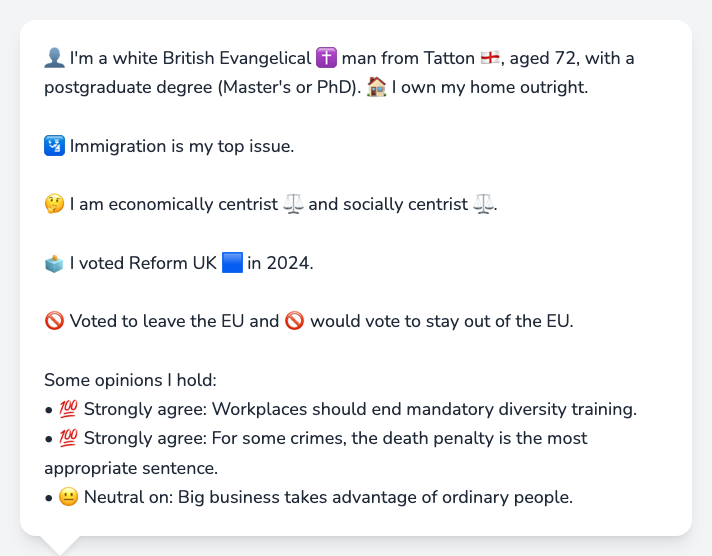 👤 I'm a white British Evangelical ✝️ man from Tatton 🏴󠁧󠁢󠁥󠁮󠁧󠁿, aged 72, with a
postgraduate degree (Master's or PhD). 🏠 I own my home outright.
🛂 Immigration is my top issue.
🤔 I am economically centrist ⚖️ and socially centrist ⚖️.
🗳️ I voted Reform UK 🟦 in 2024.
🚫 Voted to leave the EU and 🚫 would vote to stay out of the EU.
Some opinions I hold:
• 💯 Strongly agree: Workplaces should end mandatory diversity training.
• 💯 Strongly agree: For some crimes, the death penalty is the most
appropriate sentence.
• 😐 Neutral on: Big business takes advantage of ordinary people.